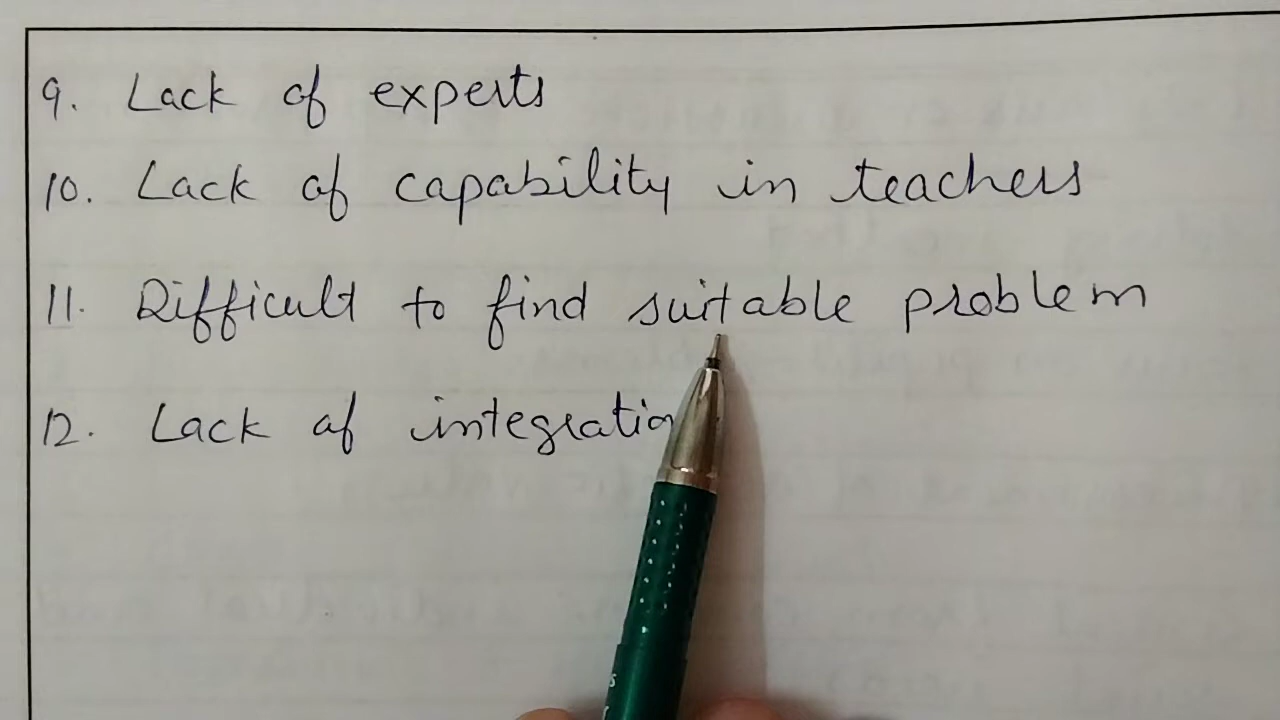 9. Lack of experts
10. Lack of capability in teachers
11. Difficult to find suitable problem
12. Lack of integration